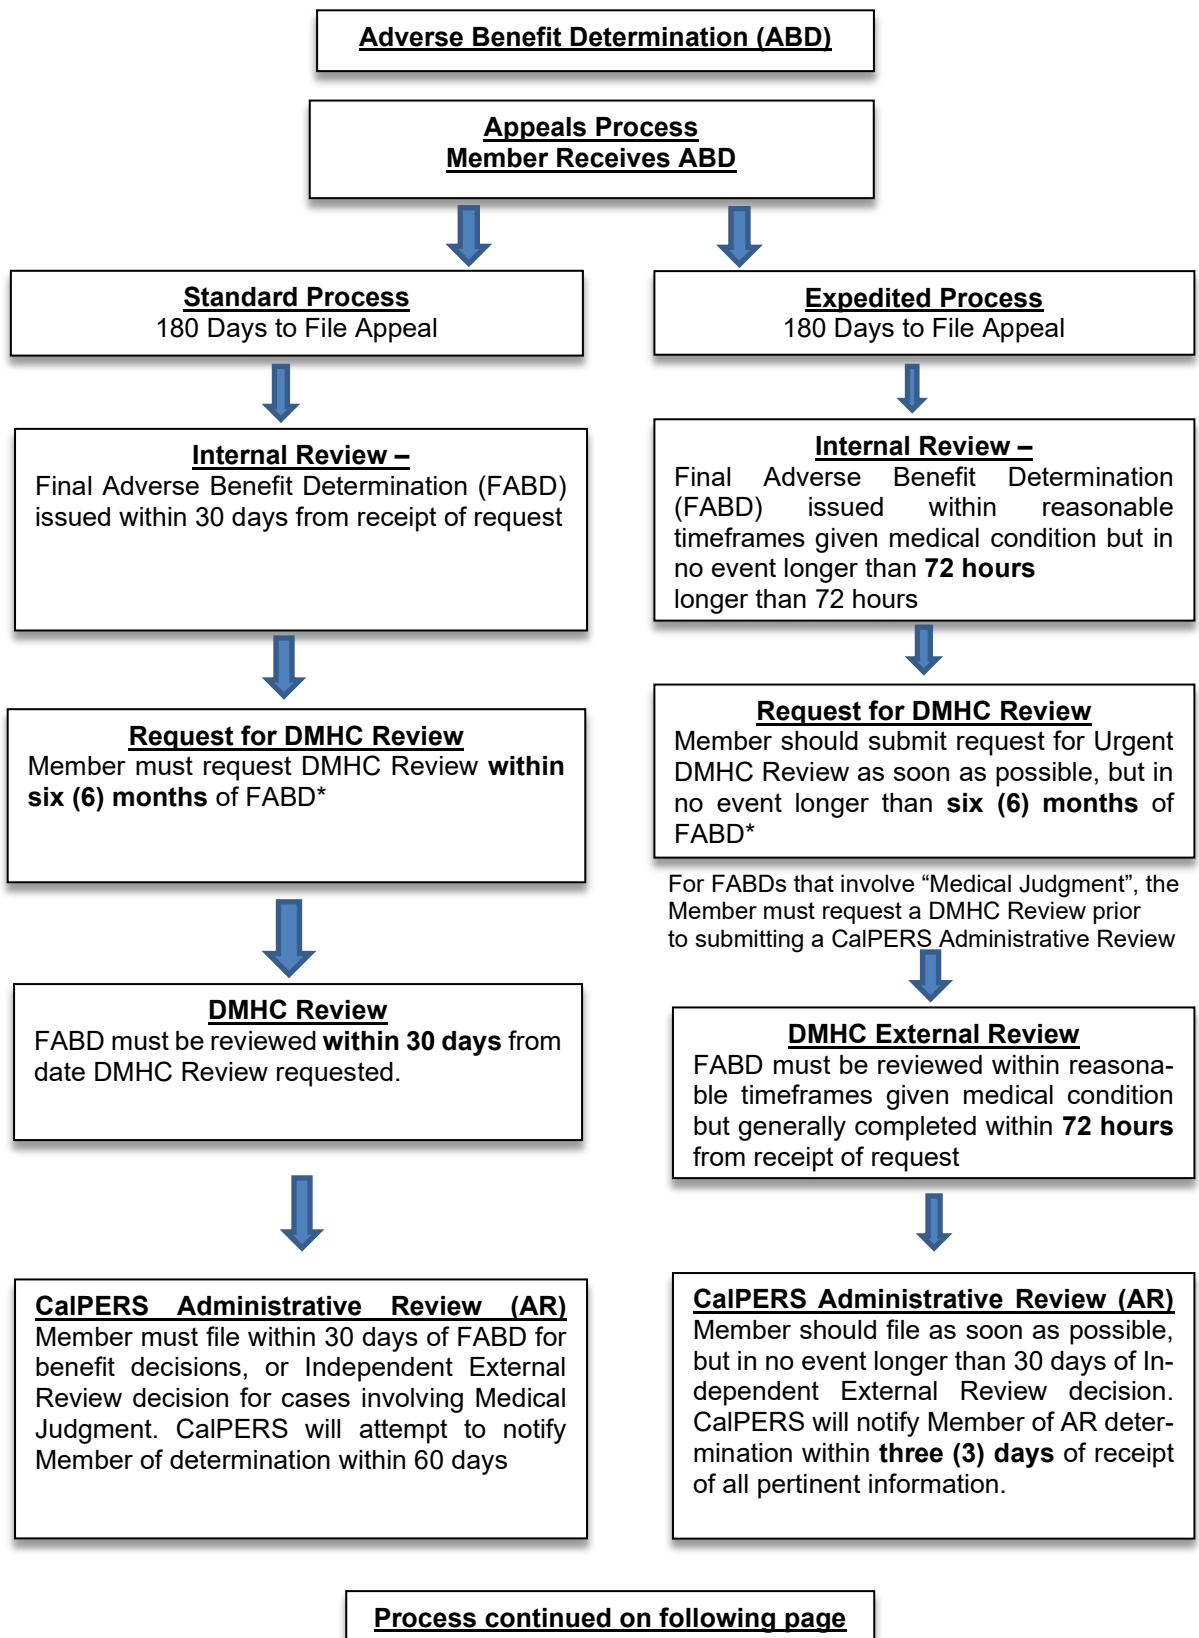 Adverse Benefit Determination (ABD)
Appeals Process
Member Receives ABD
Standard Process
180 Days to File Appeal
Expedited Process
180 Days to File Appeal
Internal Review –
Final Adverse Benefit Determination (FABD)
issued within 30 days from receipt of request
Internal Review –
Final Adverse Benefit Determination
(FABD) issued within reasonable
timeframes given medical condition but in
no event longer than 72 hours
longer than 72 hours
Request for DMHC Review
Member must request DMHC Review within
six (6) months of FABD*
Request for DMHC Review
Member should submit request for Urgent
DMHC Review as soon as possible, but in
no event longer than six (6) months of
FABD*
For FABDs that involve “Medical Judgment”, the
Member must request a DMHC Review prior
to submitting a CalPERS Administrative Review
DMHC Review
FABD must be reviewed within 30 days from
date DMHC Review requested.
DMHC External Review
FABD must be reviewed within reasona-
ble timeframes given medical condition
but generally completed within 72 hours
from receipt of request
CalPERS Administrative Review (AR)
Member must file within 30 days of FABD for
benefit decisions, or Independent External
Review decision for cases involving Medical
Judgment. CalPERS will attempt to notify
Member of determination within 60 days
CalPERS Administrative Review (AR)
Member should file as soon as possible,
but in no event longer than 30 days of In-
dependent External Review decision.
CalPERS will notify Member of AR deter-
mination within three (3) days of receipt
of all pertinent information.
Process continued on following page